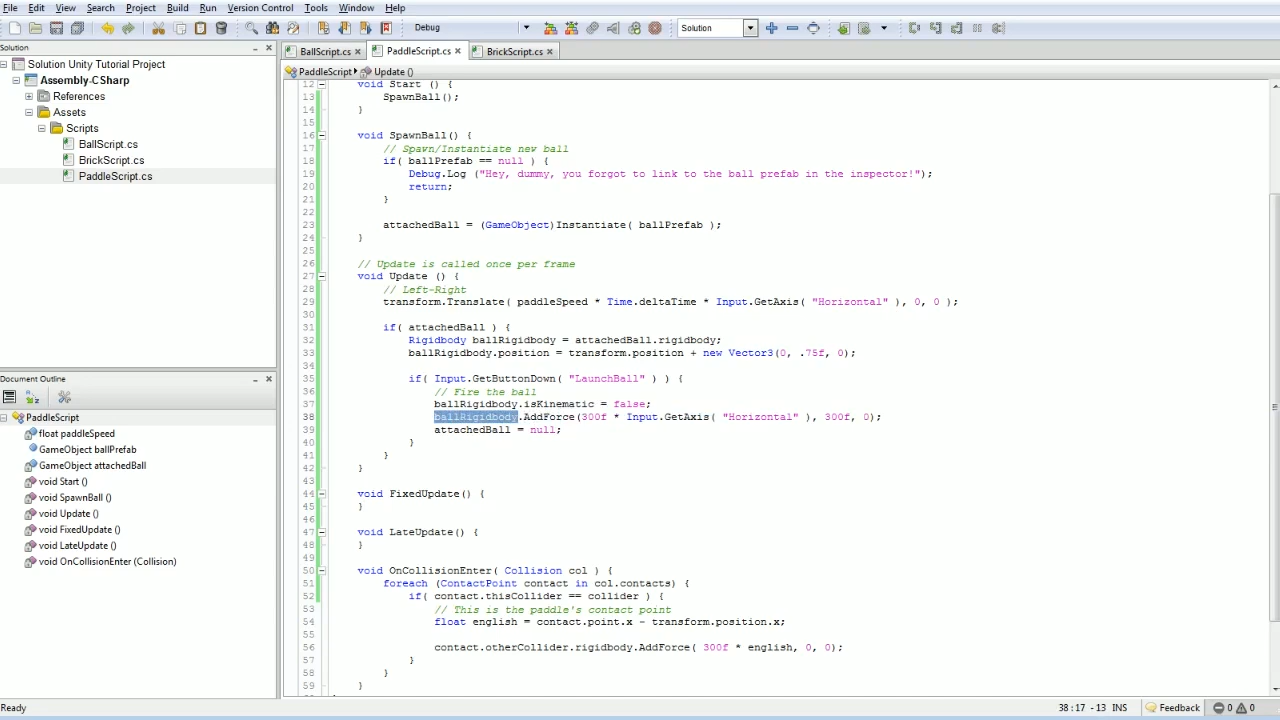 File Edit View Search Project Build Run Version Control Tools Window Help
Debug Solution
Solution
BallScript.cs PaddleScript.cs BrickScript.cs
PaddleScript Update ()
Solution Unity Tutorial Project
Assembly-CSharp
References
Assets
Scripts
BallScript.cs
BrickScript.cs
PaddleScript.cs
Document Outline
PaddleScript
float paddleSpeed
GameObject ballPrefab
GameObject attachedBall
void Start ()
void SpawnBall ()
void Update ()
void FixedUpdate ()
void LateUpdate ()
void OnCollisionEnter (Collision)
12 void Start () {
13 SpawnBall();
14 }
15
16 void SpawnBall() {
17 // Spawn/Instantiate new ball
18 if( ballPrefab == null ) {
19 Debug.Log ("Hey, dummy, you forgot to link to the ball prefab in the inspector!");
20 return;
21 }
22
23 attachedBall = (GameObject)Instantiate( ballPrefab );
24 }
25
26 // Update is called once per frame
27 void Update () {
28 // Left-Right
29 transform.Translate( paddleSpeed * Time.deltaTime * Input.GetAxis( "Horizontal" ), 0, 0 );
30
31 if( attachedBall ) {
32 Rigidbody ballRigidbody = attachedBall.rigidbody;
33 ballRigidbody.position = transform.position + new Vector3(0, .75f, 0);
34
35 if( Input.GetButtonDown( "LaunchBall" ) ) {
36 // Fire the ball
37 ballRigidbody.isKinematic = false;
38 ballRigidbody.AddForce(300f * Input.GetAxis( "Horizontal" ), 300f, 0);
39 attachedBall = null;
40 }
41 }
42 }
43
44 void FixedUpdate() {
45 }
46
47 void LateUpdate() {
48 }
49
50 void OnCollisionEnter( Collision col ) {
51 foreach (ContactPoint contact in col.contacts) {
52 if( contact.thisCollider == collider ) {
53 // This is the paddle's contact point
54 float english = contact.point.x - transform.position.x;
55
56 contact.otherCollider.rigidbody.AddForce( 300f * english, 0, 0);
57 }
58 }
59 }
Ready 38 : 17 - 13 INS Feedback 0 0